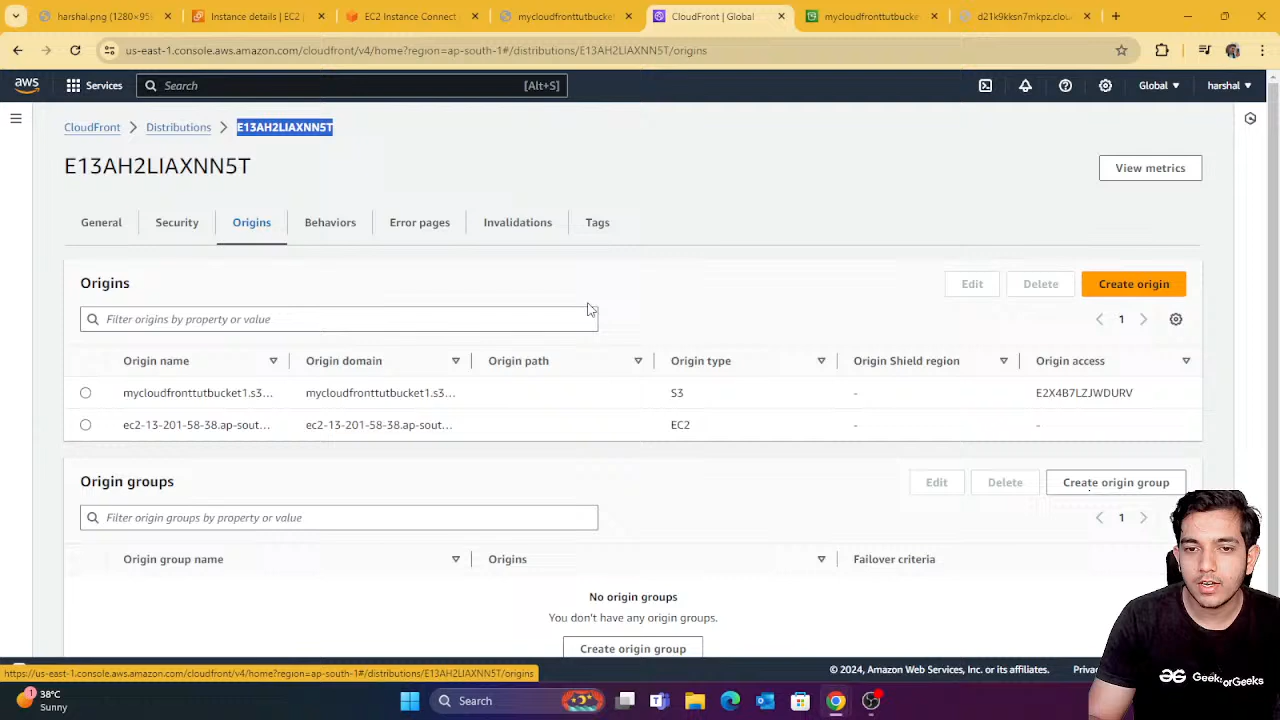 harshal.png (1280×95
Instance details | EC2
EC2 Instance Connect
mycloudfronttutbucket
CloudFront | Global
mycloudfronttutbucke
d21k9kksn7mkpz.clou
us-east-1.console.aws.amazon.com/cloudfront/v4/home?region=ap-south-1#/distributions/E13AH2LIAXNN5T/origins
aws Services Search [Alt+S] Global harshal
CloudFront > Distributions > E13AH2LIAXNN5T
E13AH2LIAXNN5T
View metrics
General Security Origins Behaviors Error pages Invalidations Tags
Origins
Edit Delete Create origin
Filter origins by property or value
1
Origin name Origin domain Origin path Origin type Origin Shield region Origin access
mycloudfronttutbucket1.s3... mycloudfronttutbucket1.s3... S3 - E2X4B7LZJWDURV
ec2-13-201-58-38.ap-sout... ec2-13-201-58-38.ap-sout... EC2 - -
Origin groups
Edit Delete Create origin group
Filter origin groups by property or value
1
Origin group name Origins Failover criteria
No origin groups
You don't have any origin groups.
Create origin group
https://us-east-1.console.aws.amazon.com/cloudfront/v4/home?region=ap-south-1#/distributions/E13AH2LIAXNN5T/origins
© 2024, Amazon Web Services, Inc. or its affiliates. Priva
1
38°C
Sunny
Search